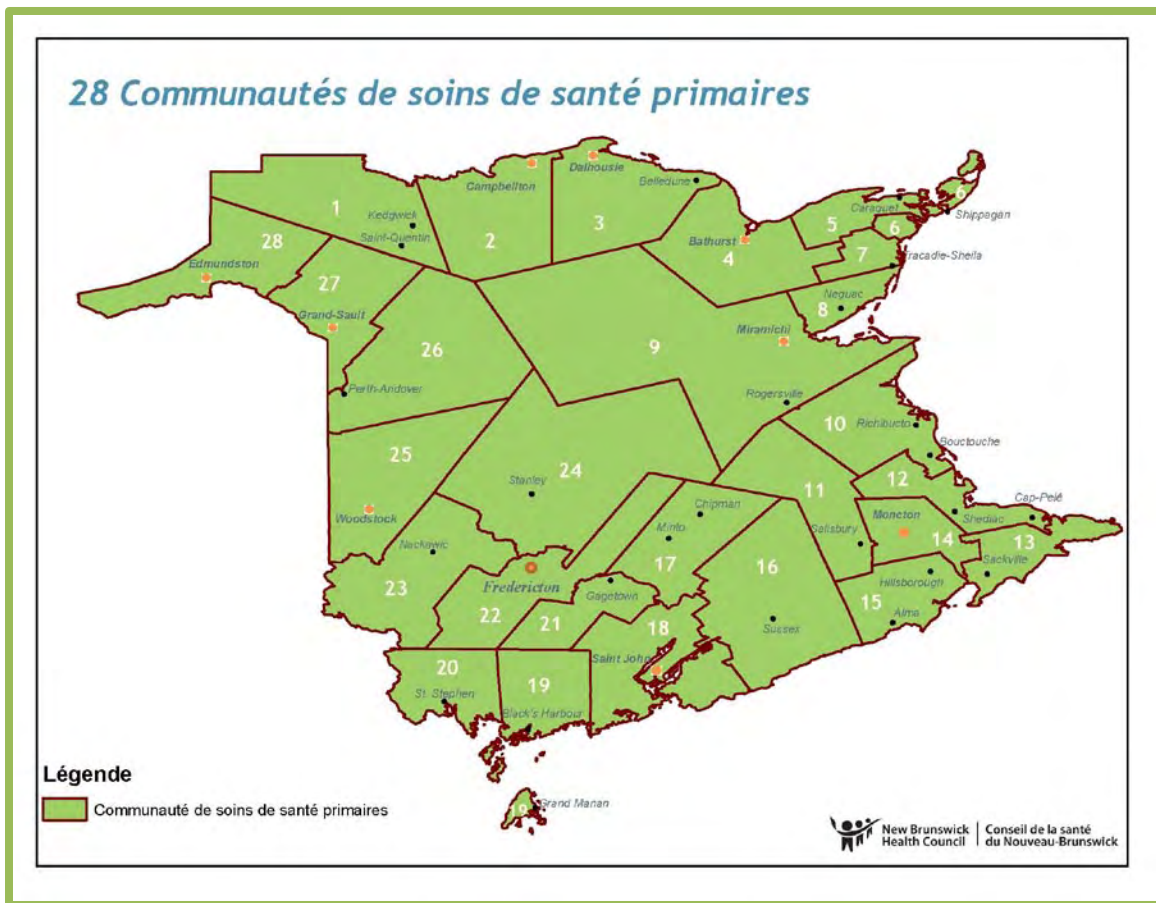 28 Communautés de soins de santé primaires
Campbellton
Dalhousie
Belledune
6
Caraquet
Shippagan
1
Kedgwick
Saint-Quentin
2
3
5
6
Bathurst
4
7
Tracadie-Sheila
28
Edmundston
27
Grand-Sault
8
Neguac
Miramichi
9
26
Perth-Andover
Rogersville
10
Richibucto
Bouctouche
25
24
Stanley
11
12
Cap-Pelé
Woodstock
Chipman
Moncton
Shediac
Nackawic
Minto
Salisbury
14
13
Sackville
Fredericton
17
16
Hillsborough
23
Gagetown
15
Alma
22
21
18
Sussex
Saint John
20
19
St. Stephen
Black's Harbour
19
Grand Manan
Légende
Communauté de soins de santé primaires
New Brunswick
Health Council
Conseil de la santé
du Nouveau-Brunswick